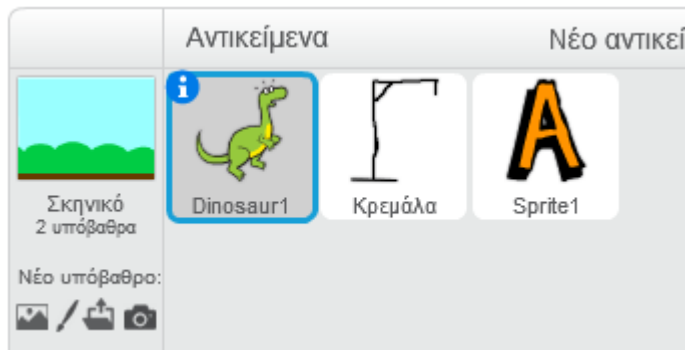 Αντικείμενα
Νέο αντικεί
Dinosaur1
Κρεμάλα
Sprite1
Σκηνικό
2 υπόβαθρα
Νέο υπόβαθρο: